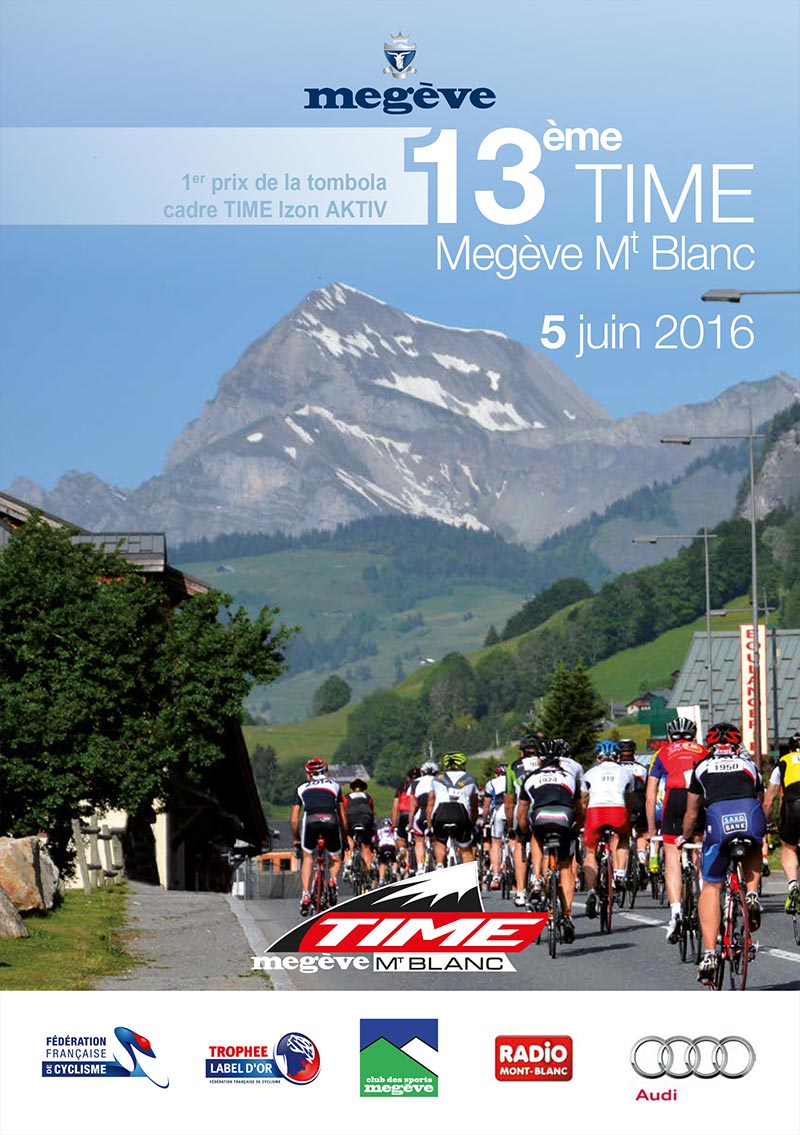 megève
13ème TIME
1er prix de la tombola
cadre TIME Izon AKTIV
Megève Mt Blanc
5 juin 2016
BOULANGER
1924
919
1950
SAXO
BANK
TIME
megève MT BLANC
FÉDÉRATION
FRANÇAISE
DE CYCLISME
TROPHEE
LABEL D'OR
FÉDÉRATION FRANÇAISE DE CYCLISME
club des sports
megève
RADIO
MONT-BLANC
Audi